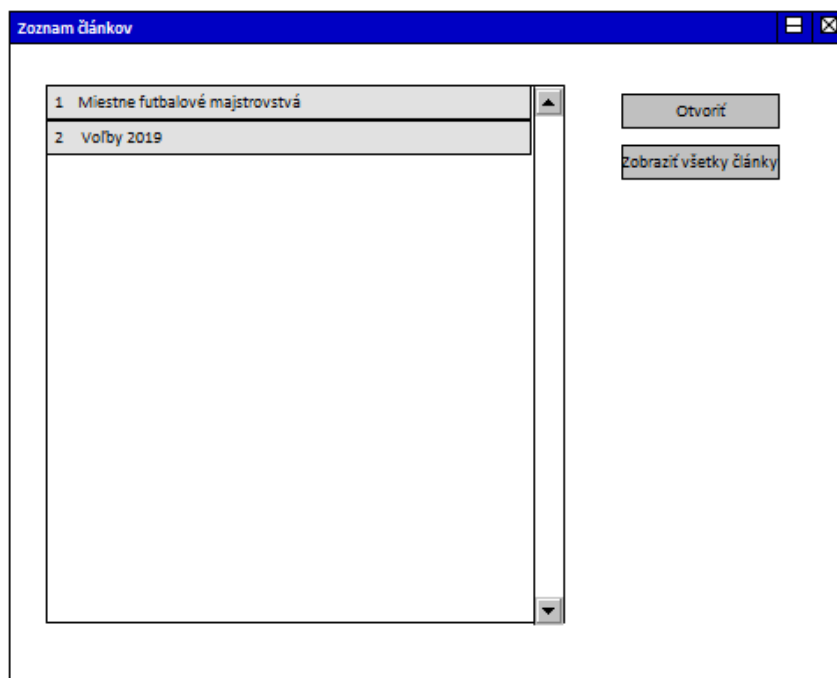 Zoznam článkov
1 Miestne futbalové majstrovstvá
2 Voľby 2019
Otvoriť
Zobraziť všetky články